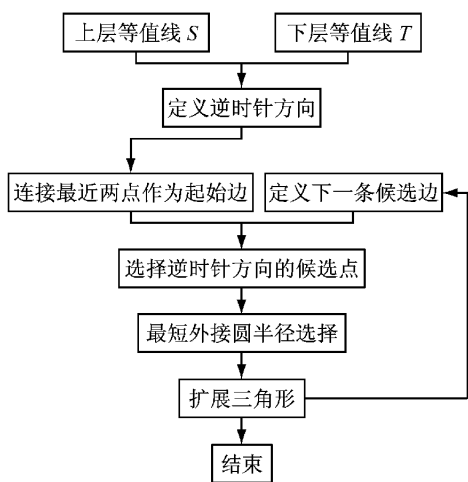 上层等值线 S
下层等值线 T
定义逆时针方向
连接最近两点作为起始边
定义下一条候选边
选择逆时针方向的候选点
最短外接圆半径选择
扩展三角形
结束